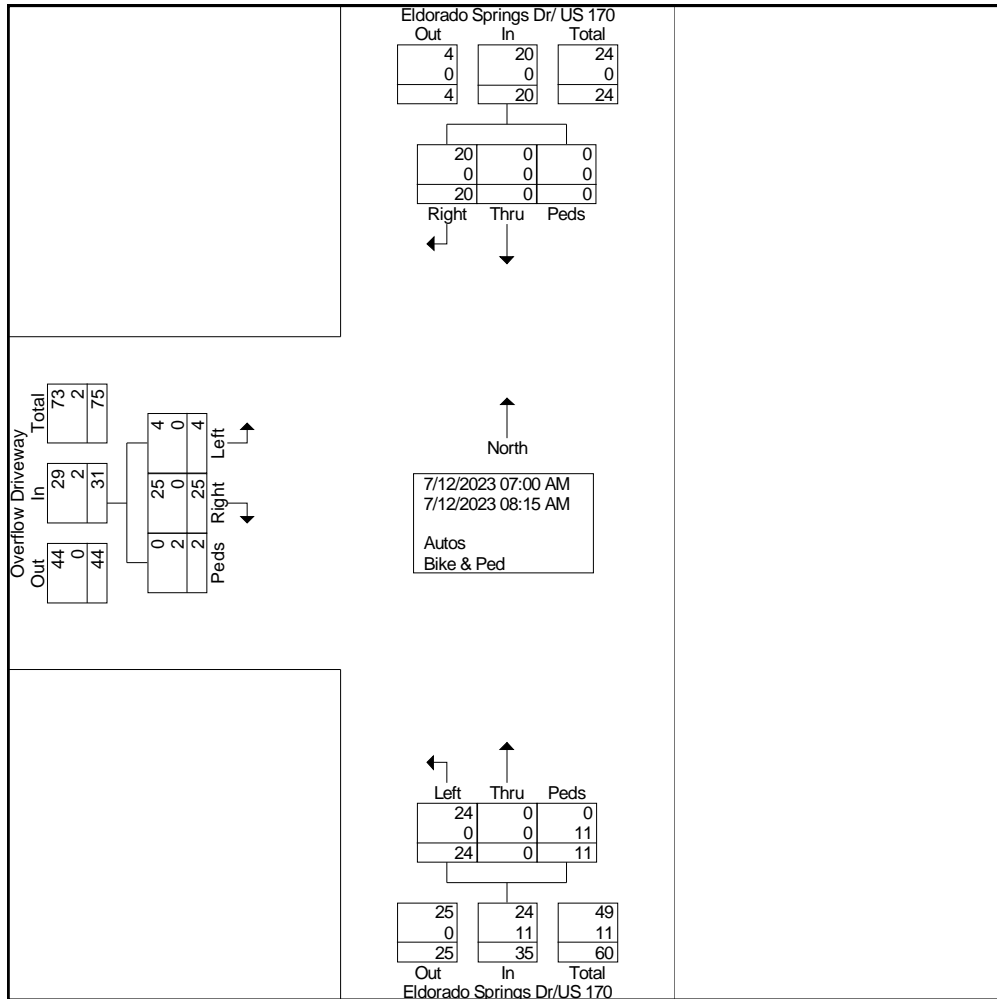 Eldorado Springs Dr/ US 170
Out In Total
4 20 24
0 0 0
4 20 24
20 0 0
0 0 0
20 0 0
Right Thru Peds
Overflow Driveway
Out In Total
44 29 73
0 2 2
44 31 75
0 25 4
2 0 0
2 25 4
Peds Right Left
North
7/12/2023 07:00 AM
7/12/2023 08:15 AM
Autos
Bike & Ped
Left Thru Peds
24 0 0
0 0 11
24 0 11
25 24 49
0 11 11
25 35 60
Out In Total
Eldorado Springs Dr/US 170